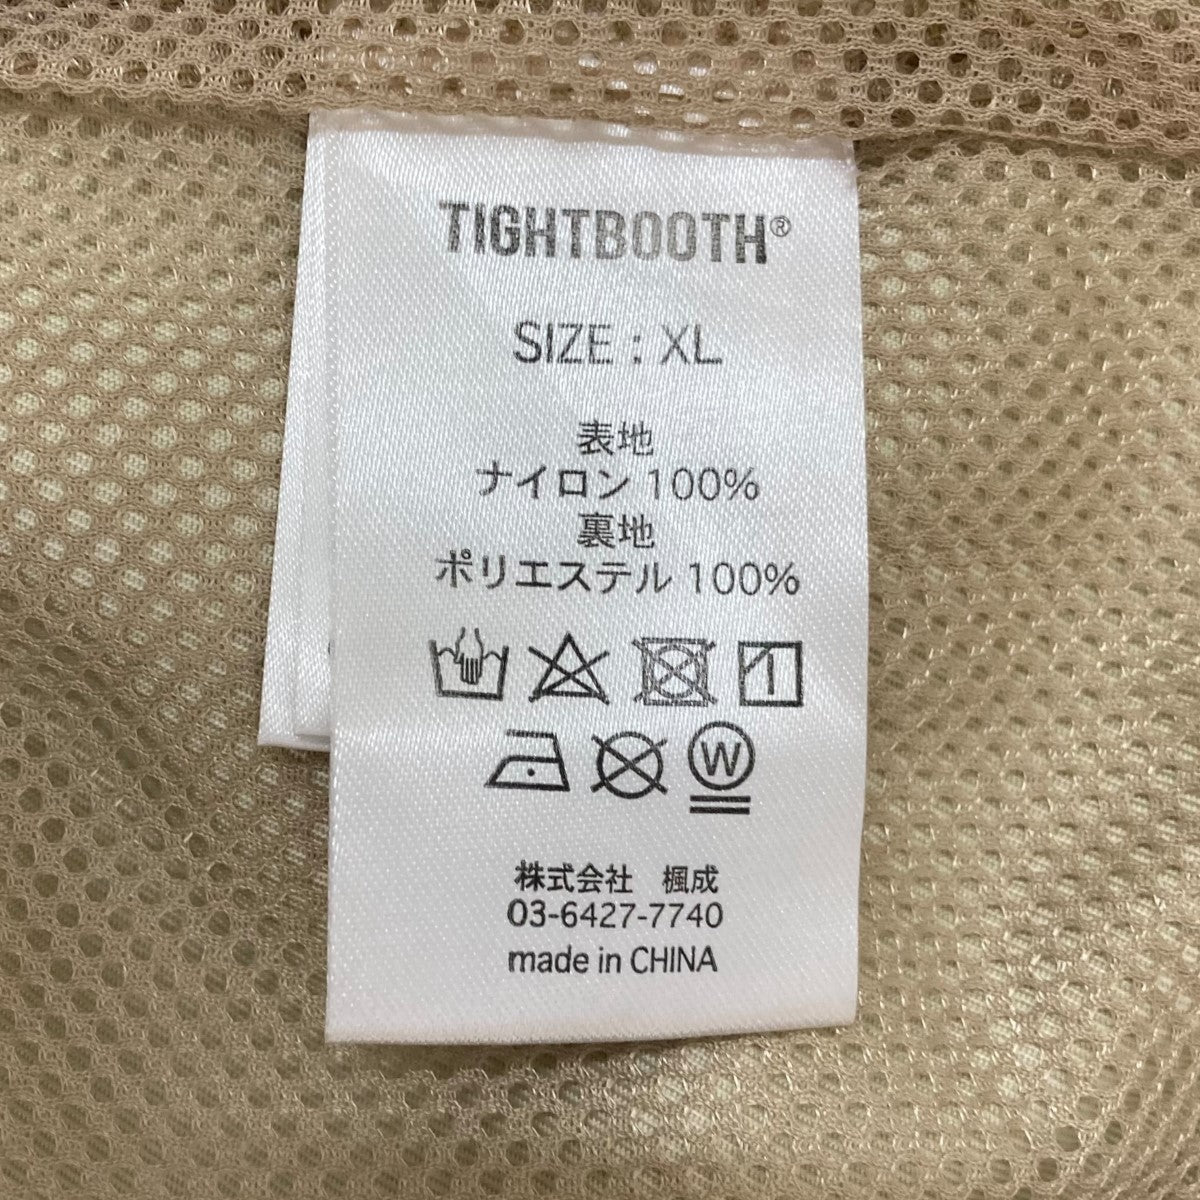 TIGHTBOOTH®
SIZE : XL
表地
ナイロン 100%
裏地
ポリエステル 100%
W
株式会社　楓成
03-6427-7740
made in CHINA